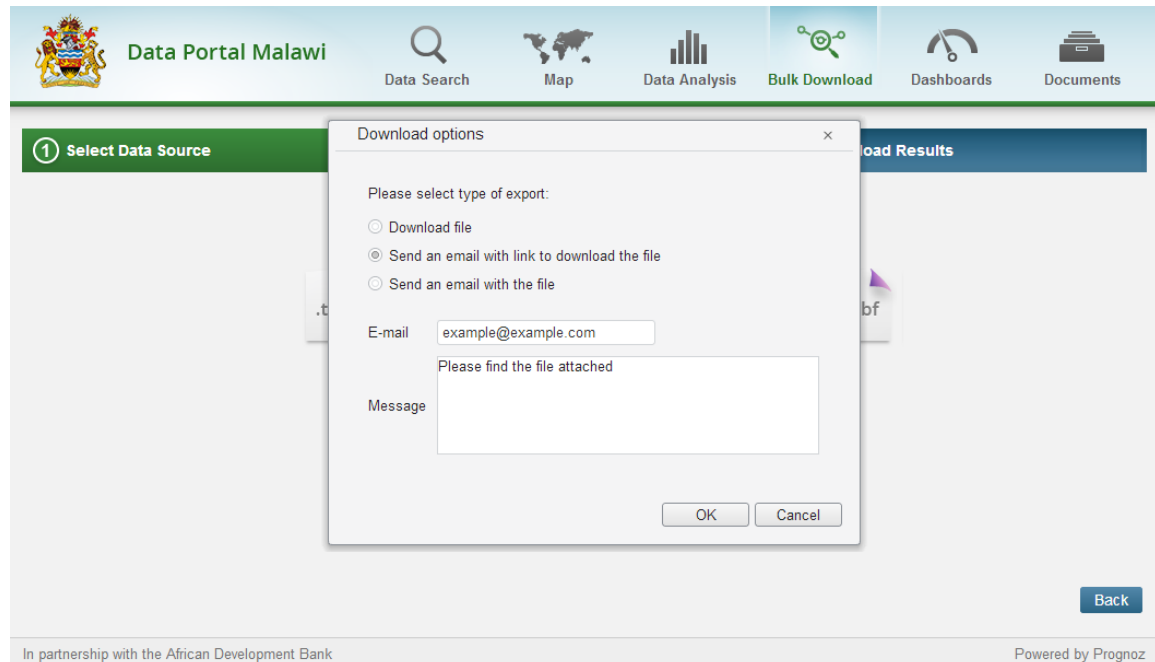 Data Portal Malawi
Data Search
Map
Data Analysis
Bulk Download
Dashboards
Documents
1 Select Data Source
Download options
×
load Results
Please select type of export:
Download file
Send an email with link to download the file
Send an email with the file
.t
bf
E-mail example@example.com
Message Please find the file attached
OK Cancel
Back
In partnership with the African Development Bank
Powered by Prognoz